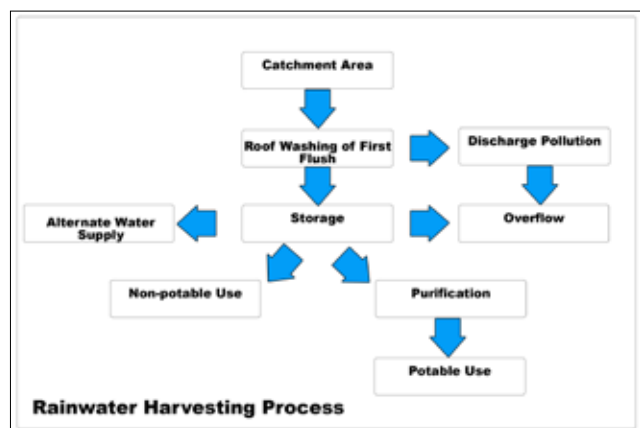 Catchment Area
Roof Washing of First
Flush
Discharge Pollution
Alternate Water
Supply
Storage
Overflow
Non-potable Use
Purification
Potable Use
Rainwater Harvesting Process